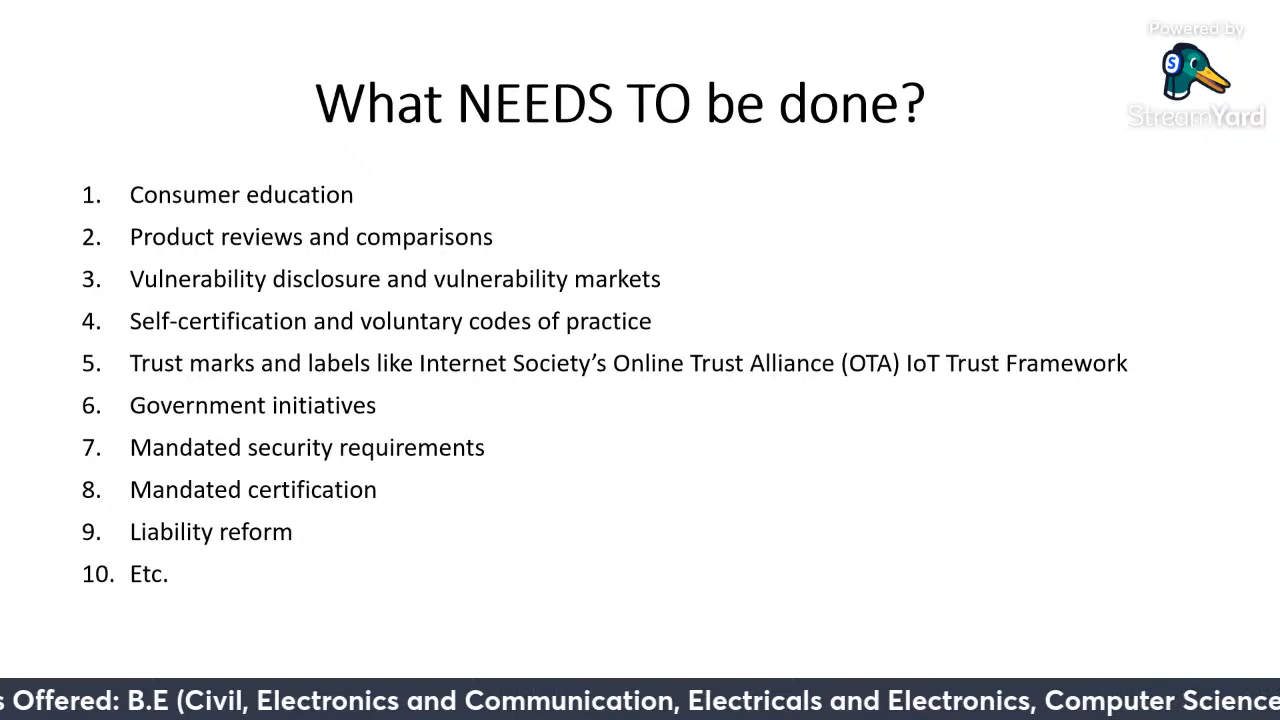 Powered by
StreamYard
What NEEDS TO be done?
1. Consumer education
2. Product reviews and comparisons
3. Vulnerability disclosure and vulnerability markets
4. Self-certification and voluntary codes of practice
5. Trust marks and labels like Internet Society’s Online Trust Alliance (OTA) IoT Trust Framework
6. Government initiatives
7. Mandated security requirements
8. Mandated certification
9. Liability reform
10. Etc.
s Offered: B.E (Civil, Electronics and Communication, Electricals and Electronics, Computer Science